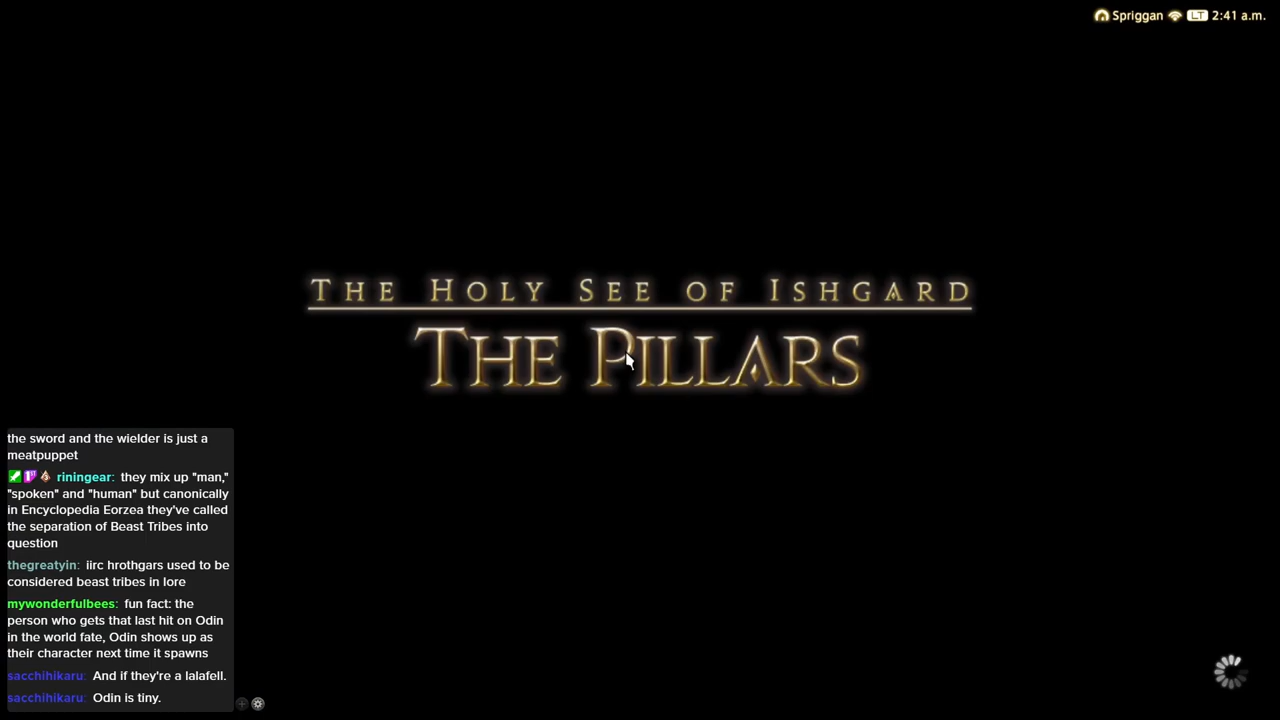 Spriggan LT 2:41 a.m.
The Holy See of Ishgard
The Pillars
the sword and the wielder is just a
meatpuppet
riningear: they mix up "man,"
"spoken" and "human" but canonically
in Encyclopedia Eorzea they've called
the separation of Beast Tribes into
question
thegreatyin: iirc hrothgars used to be
considered beast tribes in lore
mywonderfulbees: fun fact: the
person who gets that last hit on Odin
in the world fate, Odin shows up as
their character next time it spawns
sacchihikaru: And if they're a lalafell.
sacchihikaru: Odin is tiny.